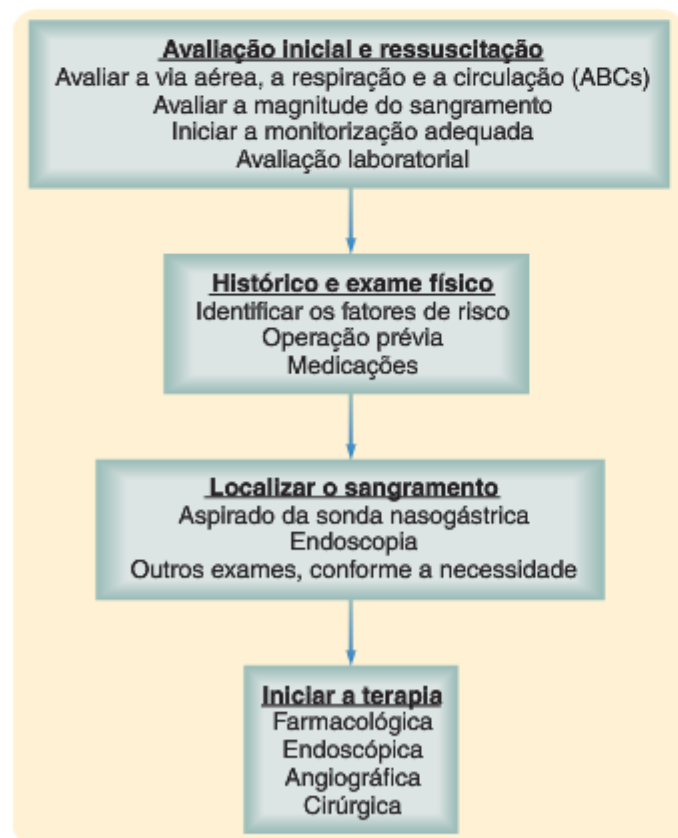 Avaliação inicial e ressuscitação
Avaliar a via aérea, a respiração e a circulação (ABCs)
Avaliar a magnitude do sangramento
Iniciar a monitorização adequada
Avaliação laboratorial
Histórico e exame físico
Identificar os fatores de risco
Operação prévia
Medicações
Localizar o sangramento
Aspirado da sonda nasogástrica
Endoscopia
Outros exames, conforme a necessidade
Iniciar a terapia
Farmacológica
Endoscópica
Angiográfica
Cirúrgica